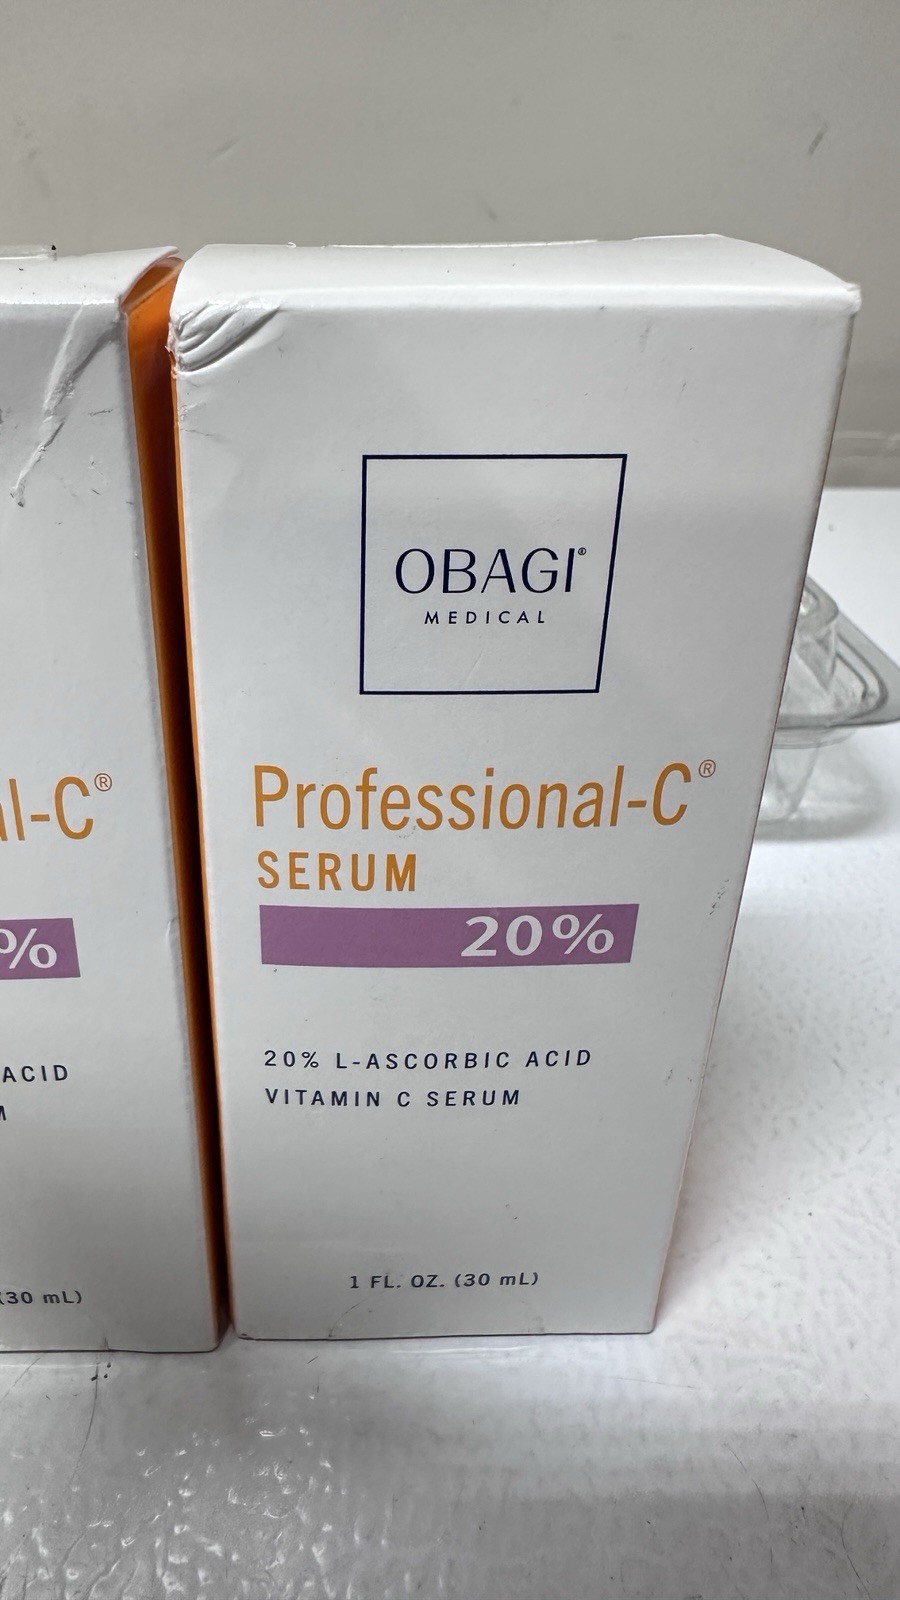 OBAGI®
MEDICAL
Professional-C®
SERUM
20%
20% L-ASCORBIC ACID
VITAMIN C SERUM
1 FL. OZ. (30 mL)
l-C®
%
ACID
(30 mL)